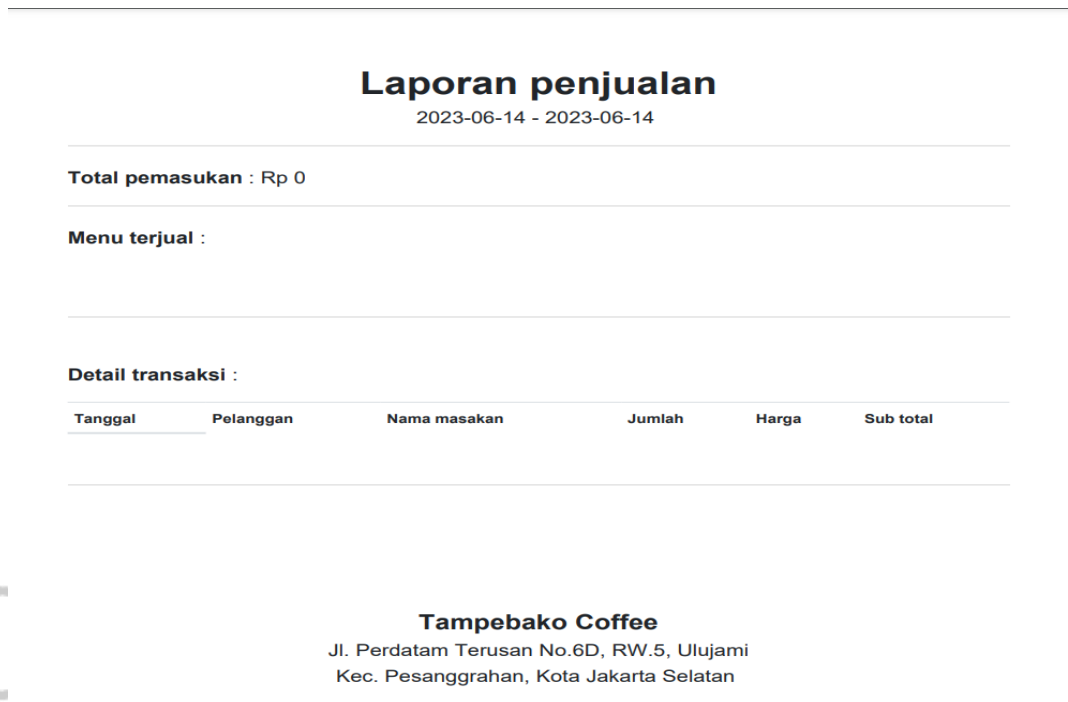 Laporan penjualan
2023-06-14 - 2023-06-14
Total pemasukan : Rp 0
Menu terjual :
Detail transaksi :
Tanggal Pelanggan Nama masakan Jumlah Harga Sub total
Tampebako Coffee
Jl. Perdatam Terusan No.6D, RW.5, Ulujami
Kec. Pesanggrahan, Kota Jakarta Selatan